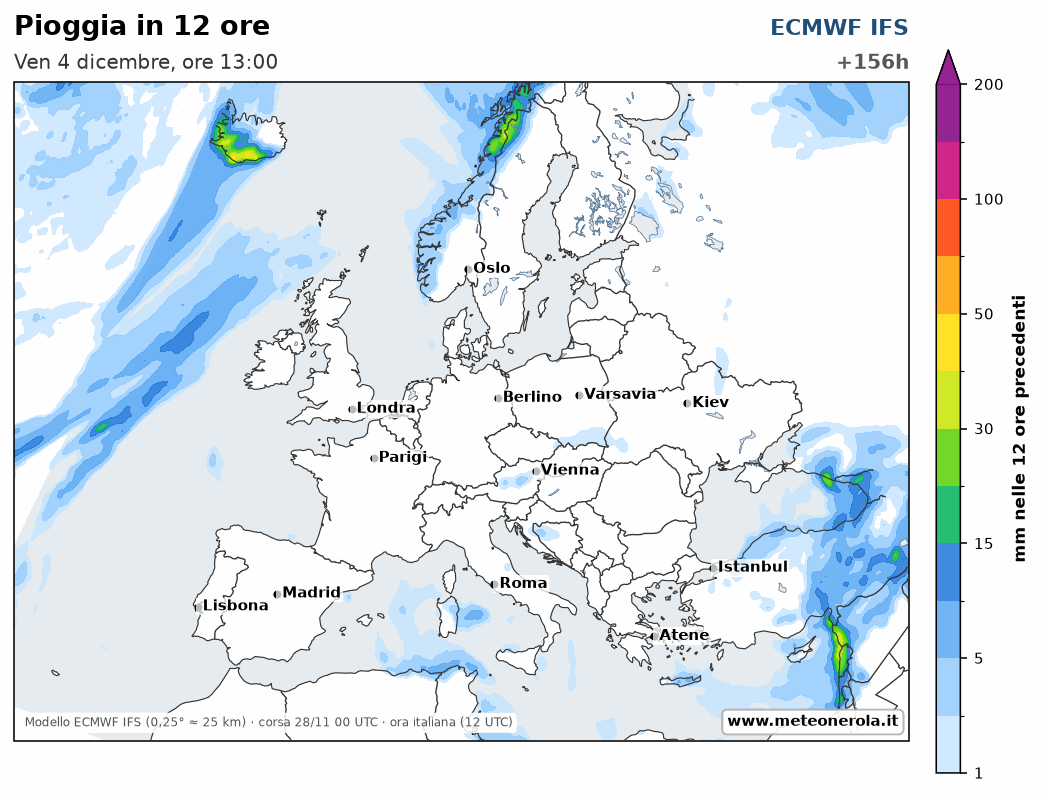 Pioggia in 12 ore
ECMWF IFS
Ven 4 dicembre, ore 13:00
+156h
200
100
50
30
15
5
1
mm nelle 12 ore precedenti
Oslo
Berlino
Varsavia
Kiev
Londra
Parigi
Vienna
Istanbul
Roma
Madrid
Lisbona
Atene
Modello ECMWF IFS (0,25° ≈ 25 km) · corsa 28/11 00 UTC · ora italiana (12 UTC)
www.meteonerola.it